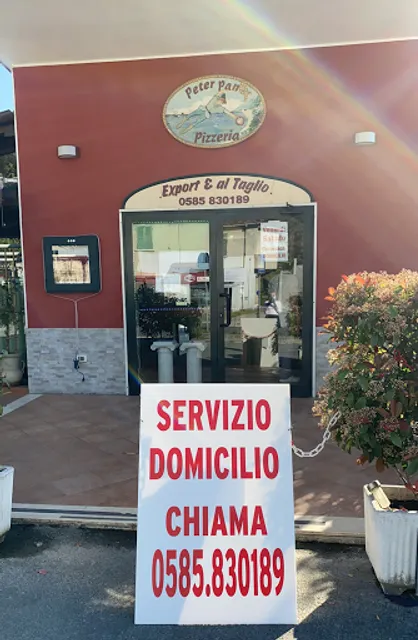 Peter Pan
Pizzeria
Export & al Taglio
0585 830189
SERVIZIO
DOMICILIO
CHIAMA
0585.830189